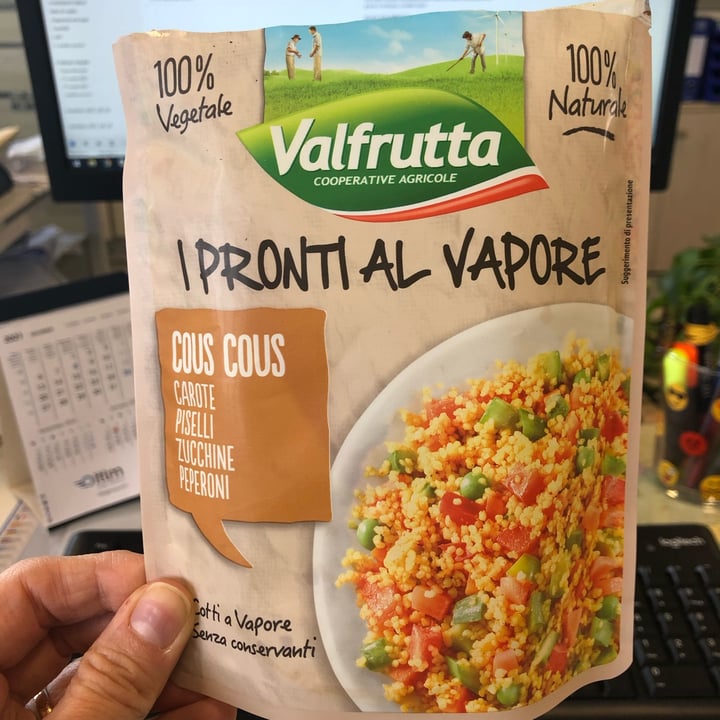 100%
Vegetale
100%
Naturale
Valfrutta
COOPERATIVE AGRICOLE
I PRONTI AL VAPORE
Suggerimento di presentazione
COUS COUS
CAROTE
PISELLI
ZUCCHINE
PEPERONI
Cotti a Vapore
Senza conservanti
logitech